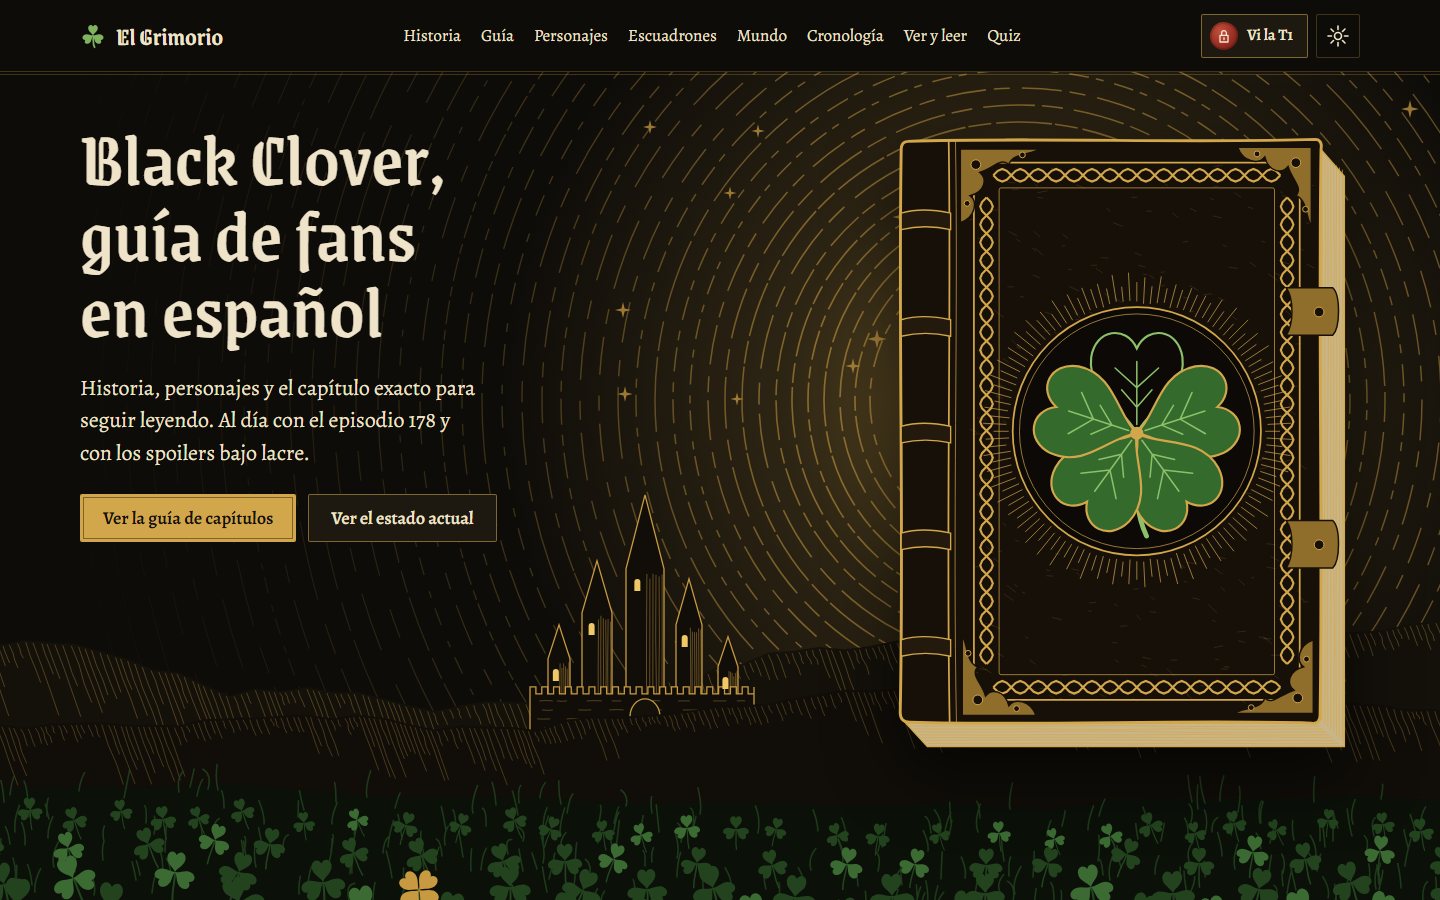 El Grimorio
Historia Guía Personajes Escuadrones Mundo Cronología Ver y leer Quiz
Vi la T1
Black Clover,
guía de fans
en español
Historia, personajes y el capítulo exacto para
seguir leyendo. Al día con el episodio 178 y
con los spoilers bajo lacre.
Ver la guía de capítulos
Ver el estado actual